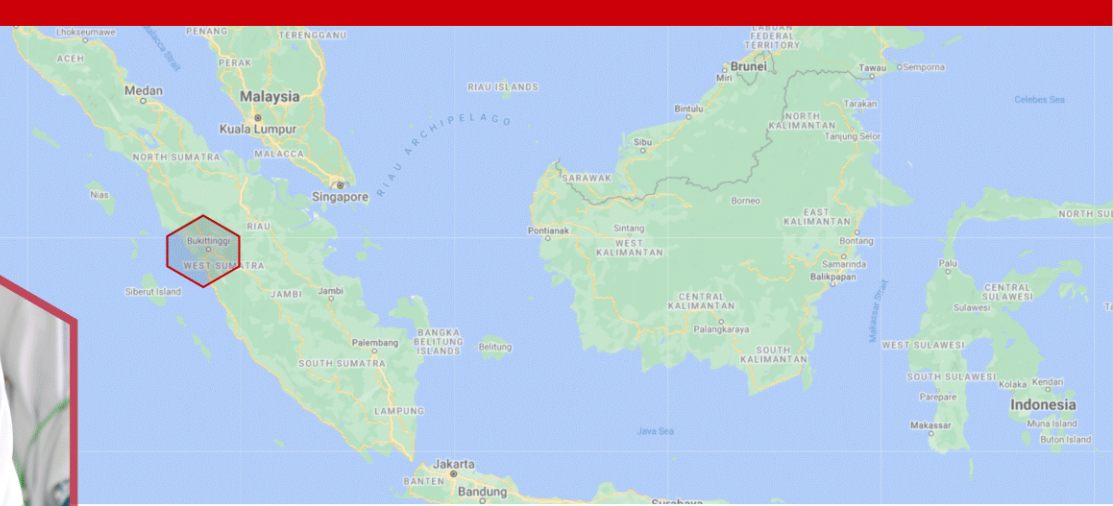 Lhokseumawe
Malacca Strait
PENANG
TERENGGANU
LABUAN
FEDERAL
TERRITORY
ACEH
PERAK
Brunei
Miri
Tawau
Semporna
Medan
Malaysia
RIAU ISLANDS
Celebes Sea
Kuala Lumpur
Bintulu
Tarakan
NORTH
KALIMANTAN
Tanjung Selor
RIAU ARCHIPELAGO
Sibu
NORTH SUMATRA
MALACCA
SARAWAK
Singapore
Nias
Borneo
RIAU
EAST
KALIMANTAN
NORTH SUL
Bukittinggi
Pontianak
Sintang
WEST
KALIMANTAN
Bontang
WEST SUMATRA
Samarinda
Palu
Balikpapan
Siberut Island
JAMBI
Jambi
CENTRAL
KALIMANTAN
CENTRAL
SULAWESI
Sulawesi
Ta
Makassar Strait
Palangkaraya
BANGKA
BELITUNG
ISLANDS
Palembang
Belitung
SOUTH
KALIMANTAN
WEST SULAWESI
SOUTH SUMATRA
SOUTH SULAWESI
Kolaka
Kendari
Parepare
Indonesia
LAMPUNG
Makassar
Muna Island
Java Sea
Buton Island
Jakarta
BANTEN
Bandung
Surabaya